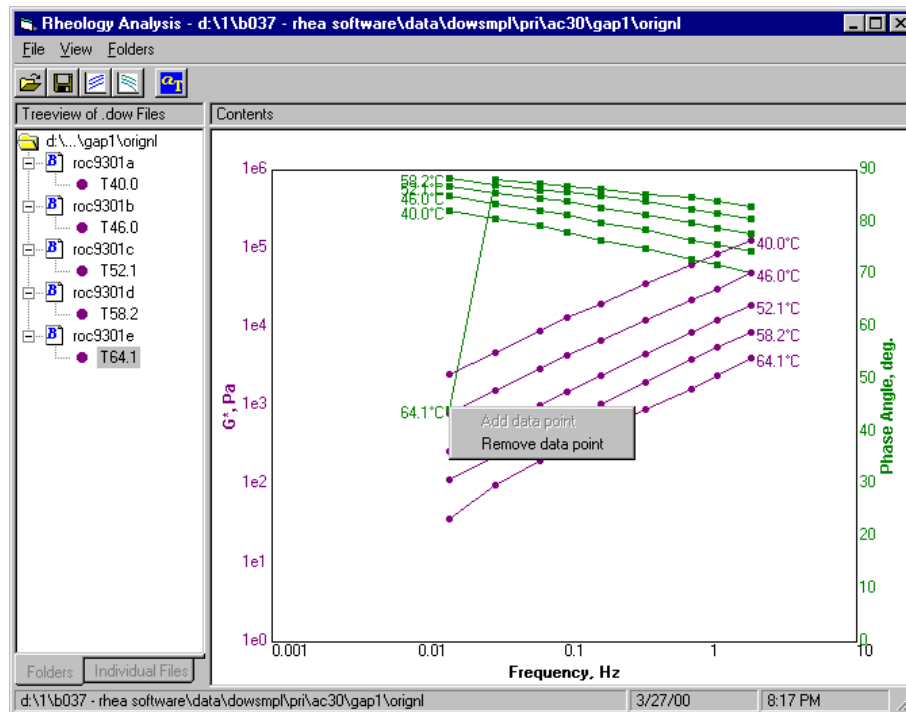 Rheology Analysis - d:\1\b037 - rhea software\data\dowsmpl\pri\ac30\gap1\orignl
File View Folders
aT
Treeview of .dow Files
Contents
d:\...\gap1\orignl
B roc9301a
T40.0
B roc9301b
T46.0
B roc9301c
T52.1
B roc9301d
T58.2
B roc9301e
T64.1
Folders
Individual Files
G*, Pa
1e6
1e5
1e4
1e3
1e2
1e1
1e0
58.2°C
52.1°C
46.0°C
40.0°C
64.1°C
Add data point
Remove data point
40.0°C
46.0°C
52.1°C
58.2°C
64.1°C
90
80
70
60
50
40
30
20
10
0
Phase Angle, deg.
0.001
0.01
0.1
1
10
Frequency, Hz
d:\1\b037 - rhea software\data\dowsmpl\pri\ac30\gap1\orignl
3/27/00
8:17 PM